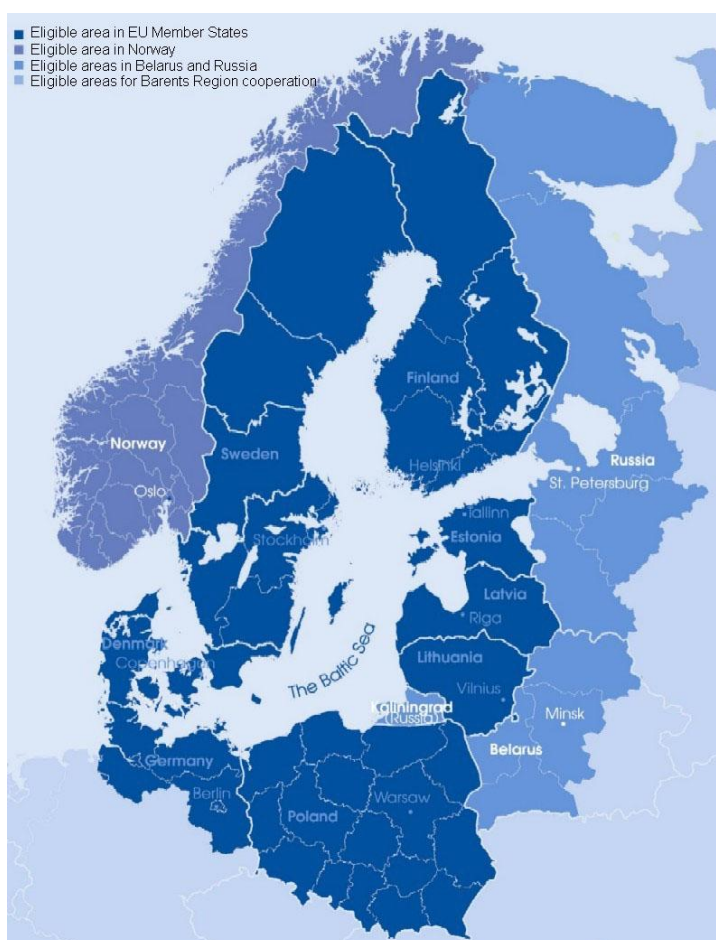 Eligible area in EU Member States
Eligible area in Norway
Eligible areas in Belarus and Russia
Eligible areas for Barents Region cooperation
Finland
Norway
Sweden
Helsinki
Russia
Oslo
St. Petersburg
Tallinn
Stockholm
Estonia
Latvia
Riga
Denmark
Copenhagen
The Baltic Sea
Lithuania
Vilnius
Kaliningrad
(Russia)
Minsk
Belarus
Germany
Berlin
Warsaw
Poland